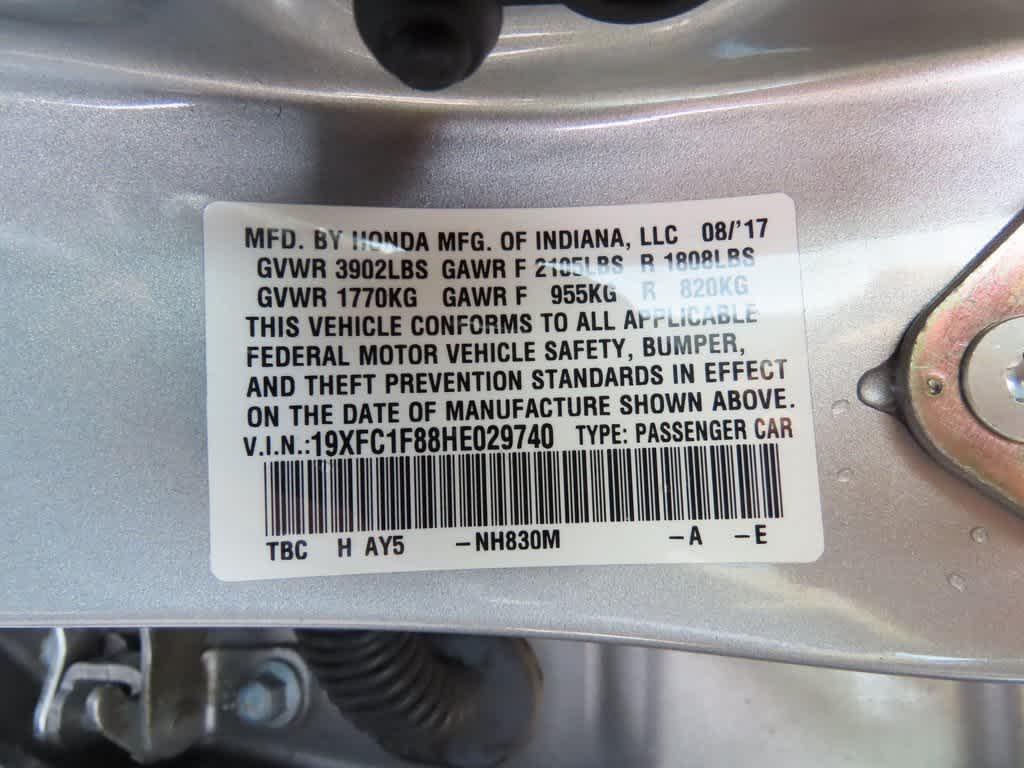 MFD. BY HONDA MFG. OF INDIANA, LLC 08/'17
GVWR 3902LBS GAWR F 2105LBS R 1808LBS
GVWR 1770KG GAWR F 955KG R 820KG
THIS VEHICLE CONFORMS TO ALL APPLICABLE
FEDERAL MOTOR VEHICLE SAFETY, BUMPER,
AND THEFT PREVENTION STANDARDS IN EFFECT
ON THE DATE OF MANUFACTURE SHOWN ABOVE.
V.I.N.:19XFC1F88HE029740 TYPE: PASSENGER CAR
TBC H AY5 -NH830M -A -E